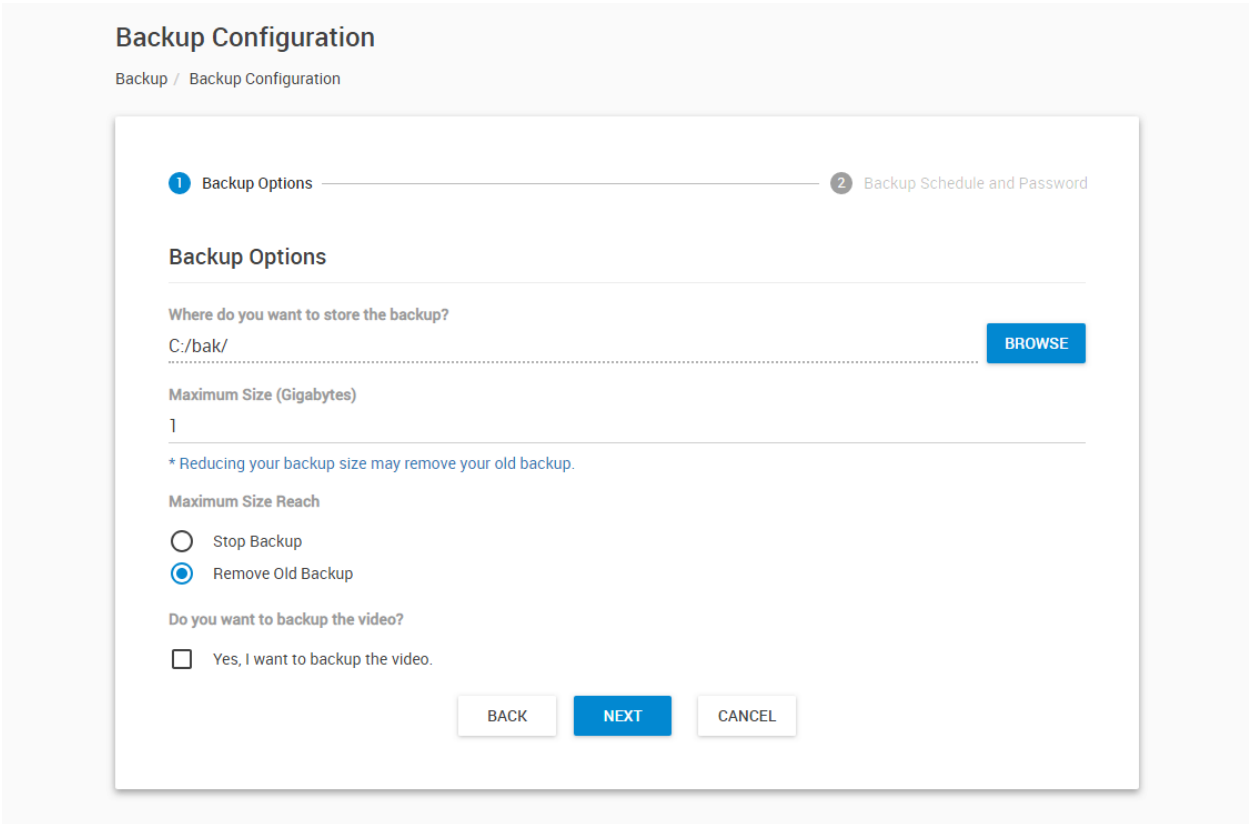 Backup Configuration
Backup / Backup Configuration
1 Backup Options 2 Backup Schedule and Password
Backup Options
Where do you want to store the backup?
C:/bak/
BROWSE
Maximum Size (Gigabytes)
1
* Reducing your backup size may remove your old backup.
Maximum Size Reach
Stop Backup
Remove Old Backup
Do you want to backup the video?
Yes, I want to backup the video.
BACK NEXT CANCEL